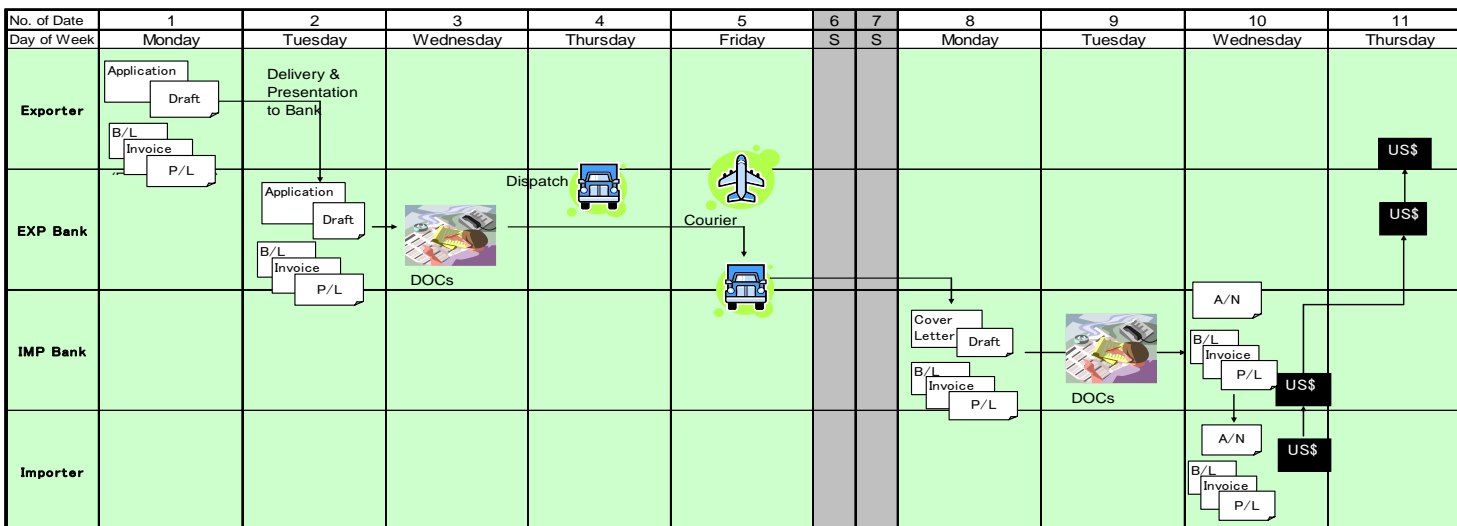 No. of Date 1 2 3 4 5 6 7 8 9 10 11
Day of Week Monday Tuesday Wednesday Thursday Friday S S Monday Tuesday Wednesday Thursday
Exporter
Application
Draft
B/L
Invoice
P/L
Delivery &
Presentation
to Bank
US$
EXP Bank
Application
Draft
B/L
Invoice
P/L
DOCs
Dispatch
Courier
US$
IMP Bank
Cover
Letter
Draft
B/L
Invoice
P/L
DOCs
A/N
B/L
Invoice
P/L
US$
Importer
A/N
B/L
Invoice
P/L
US$